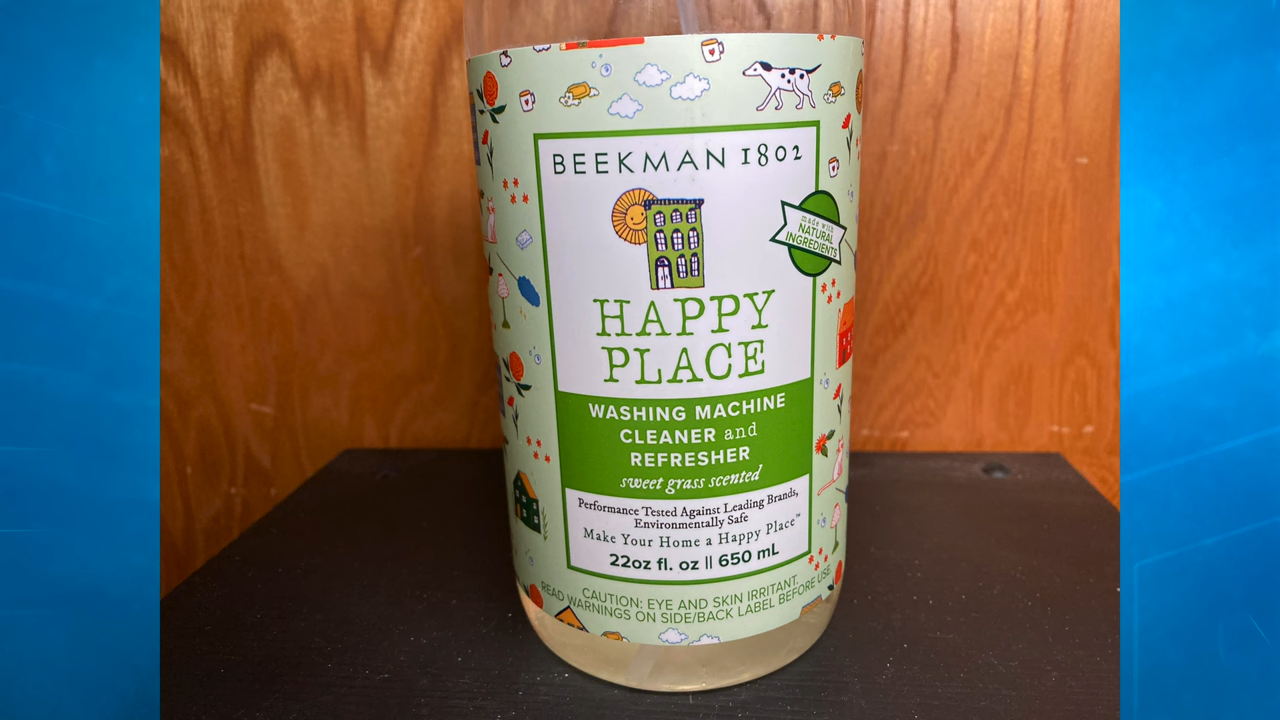 BEEKMAN 1802
made with
NATURAL
INGREDIENTS
HAPPY
PLACE
WASHING MACHINE
CLEANER and
REFRESHER
sweet grass scented
Performance Tested Against Leading Brands,
Environmentally Safe
Make Your Home a Happy Place™
22oz fl. oz || 650 mL
CAUTION: EYE AND SKIN IRRITANT.
READ WARNINGS ON SIDE/BACK LABEL BEFORE USE.